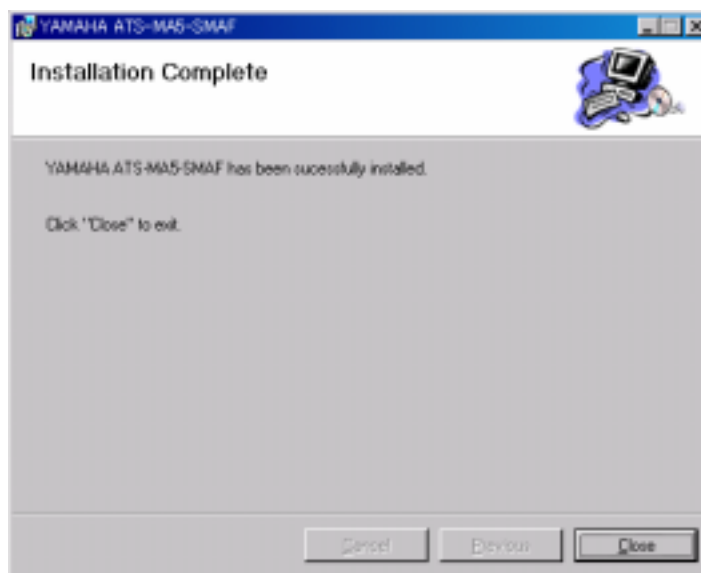 YAMAHA ATS-MA5-SMAF
Installation Complete
YAMAHA ATS-MA5-SMAF has been sucessfully installed.
Click "Close" to exit.
Cancel
Previous
Close